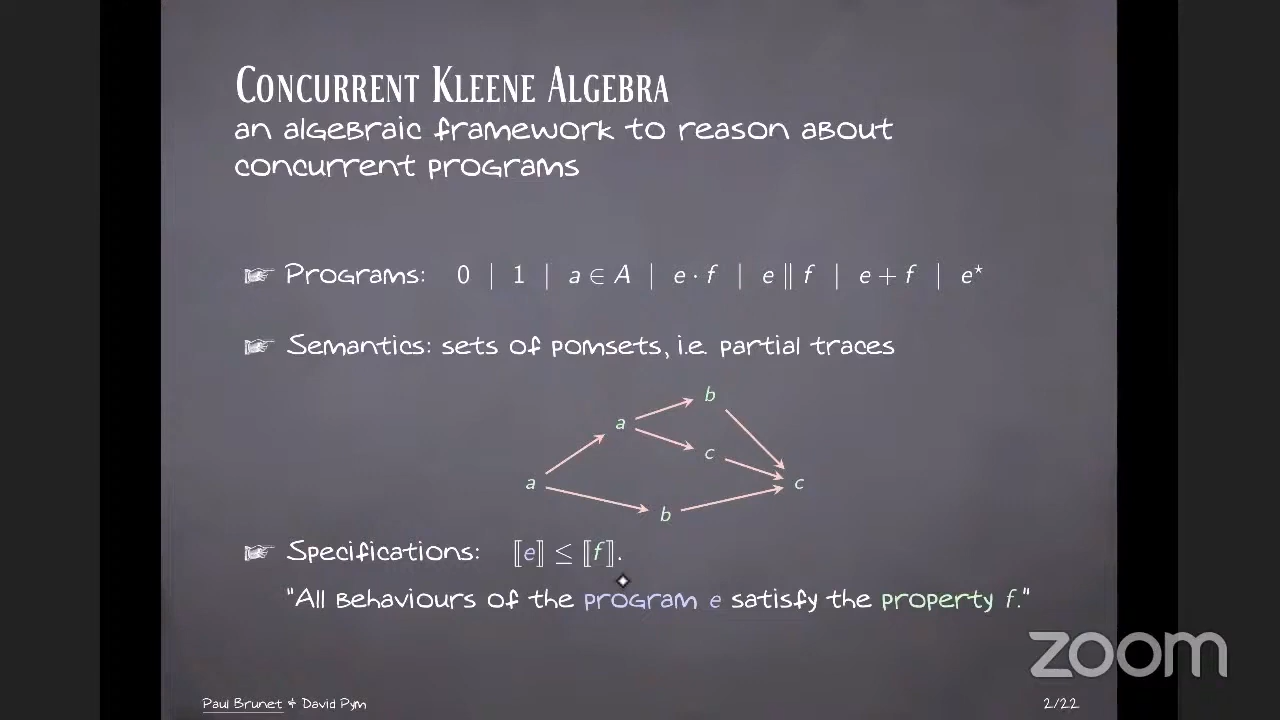 Concurrent Kleene Algebra
an algebraic framework to reason about
concurrent programs
☞ Programs: 0 | 1 | a ∈ A | e · f | e ∥ f | e + f | e⋆
☞ Semantics: sets of pomsets, i.e. partial traces
b
a
c
a
c
b
☞ Specifications: ⟦e⟧ ≤ ⟦f⟧.
"All behaviours of the program e satisfy the property f."
zoom
Paul Brunet & David Pym 2/22